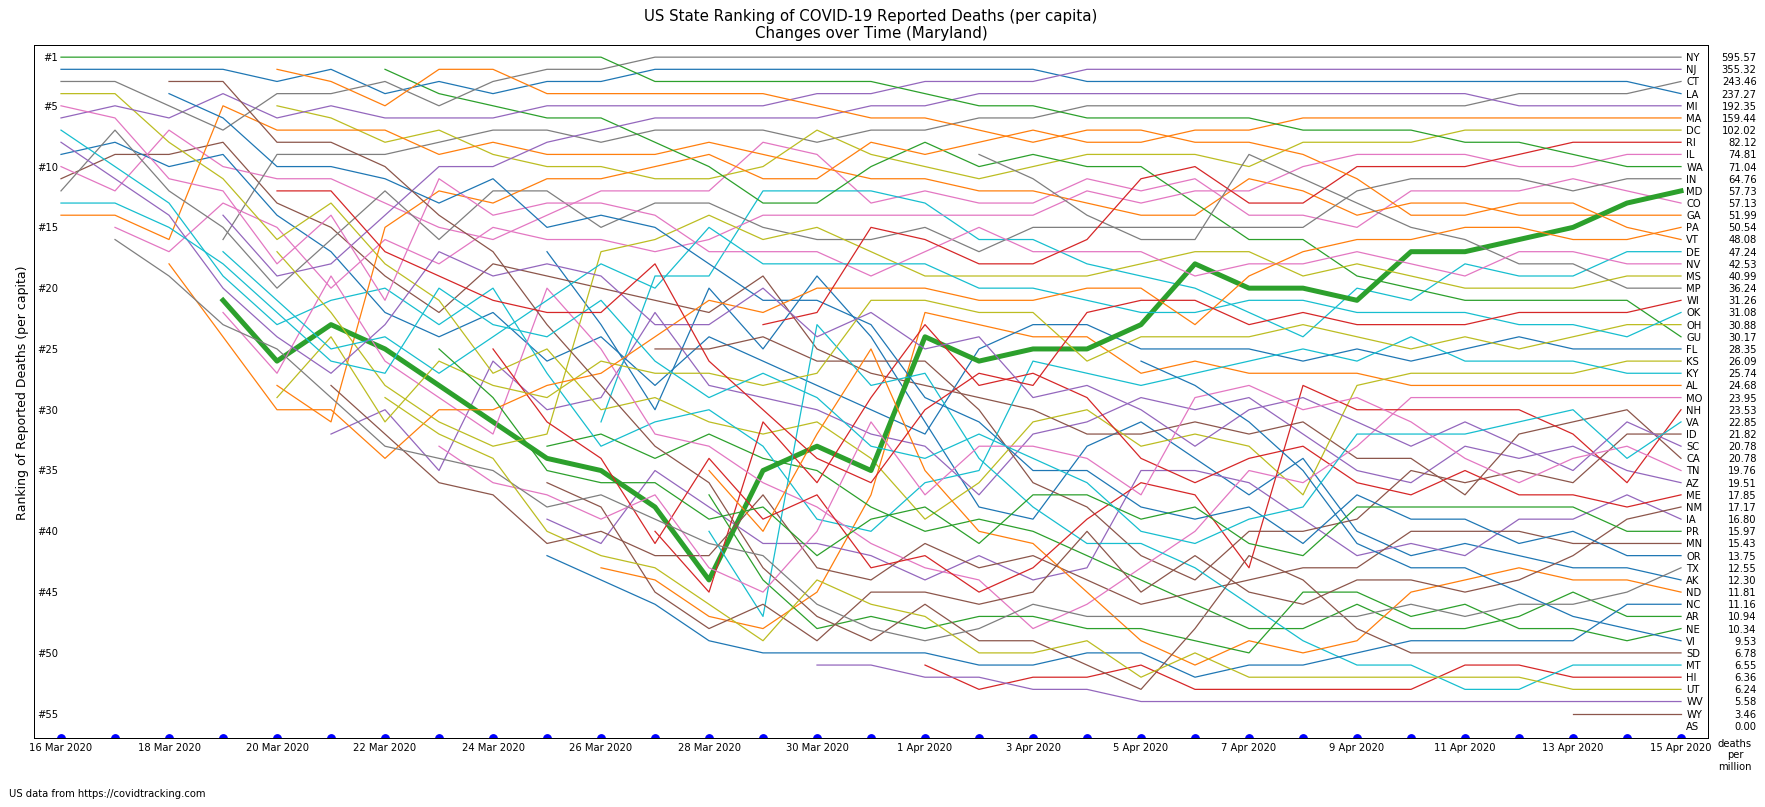 US State Ranking of COVID-19 Reported Deaths (per capita)
Changes over Time (Maryland)
Ranking of Reported Deaths (per capita)
#1
#5
#10
#15
#20
#25
#30
#35
#40
#45
#50
#55
NY 595.57
NJ 355.32
CT 243.46
LA 237.27
MI 192.35
MA 159.44
DC 102.02
RI 82.12
IL 74.81
WA 71.04
IN 64.76
MD 57.73
CO 57.13
GA 51.99
PA 50.54
VT 48.08
DE 47.24
NV 42.53
MS 40.99
MP 36.24
WI 31.26
OK 31.08
OH 30.88
GU 30.17
FL 28.35
KS 26.09
KY 25.74
AL 24.68
MO 23.95
NH 23.53
VA 22.85
ID 21.82
SC 20.78
CA 20.78
TN 19.76
AZ 19.51
ME 17.85
NM 17.17
IA 16.80
PR 15.97
MN 15.43
OR 13.75
TX 12.55
AK 12.30
ND 11.81
NC 11.16
AR 10.94
NE 10.34
VI 9.53
SD 6.78
MT 6.55
HI 6.36
UT 6.24
WV 5.58
WY 3.46
AS 0.00
16 Mar 2020 18 Mar 2020 20 Mar 2020 22 Mar 2020 24 Mar 2020 26 Mar 2020 28 Mar 2020 30 Mar 2020 1 Apr 2020 3 Apr 2020 5 Apr 2020 7 Apr 2020 9 Apr 2020 11 Apr 2020 13 Apr 2020 15 Apr 2020
deaths
per
million
US data from https://covidtracking.com